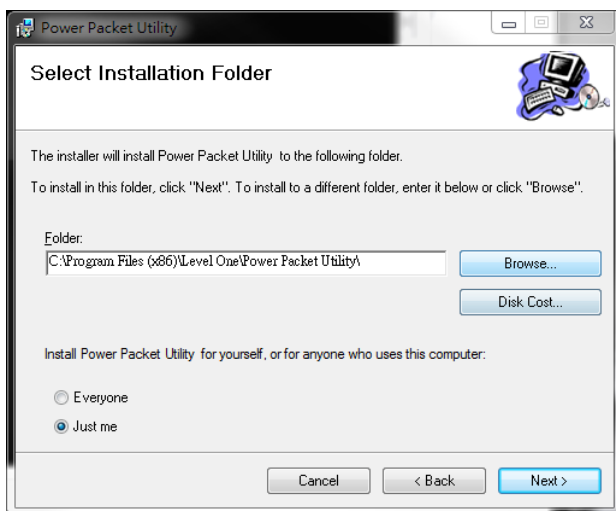 Power Packet Utility
Select Installation Folder
The installer will install Power Packet Utility to the following folder.
To install in this folder, click "Next". To install to a different folder, enter it below or click "Browse".
Folder:
C:\Program Files (x86)\Level One\Power Packet Utility\
Browse...
Disk Cost...
Install Power Packet Utility for yourself, or for anyone who uses this computer:
Everyone
Just me
Cancel
< Back
Next >